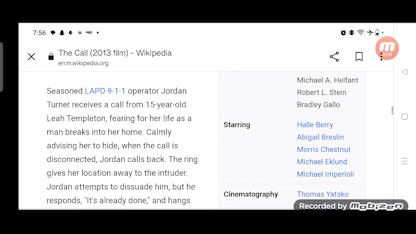 7:56
The Call (2013 film) - Wikipedia
en.m.wikipedia.org
Seasoned LAPD 9-1-1 operator Jordan
Turner receives a call from 15-year-old
Leah Templeton, fearing for her life as a
man breaks into her home. Calmly
advising her to hide, when the call is
disconnected, Jordan calls back. The ring
gives her location away to the intruder.
Jordan attempts to dissuade him, but he
responds, "It's already done," and hangs
Michael A. Helfant
Robert L. Stein
Bradley Gallo
Starring
Halle Berry
Abigail Breslin
Morris Chestnut
Michael Eklund
Michael Imperioli
Cinematography
Thomas Yatsko
Recorded by Mobizen